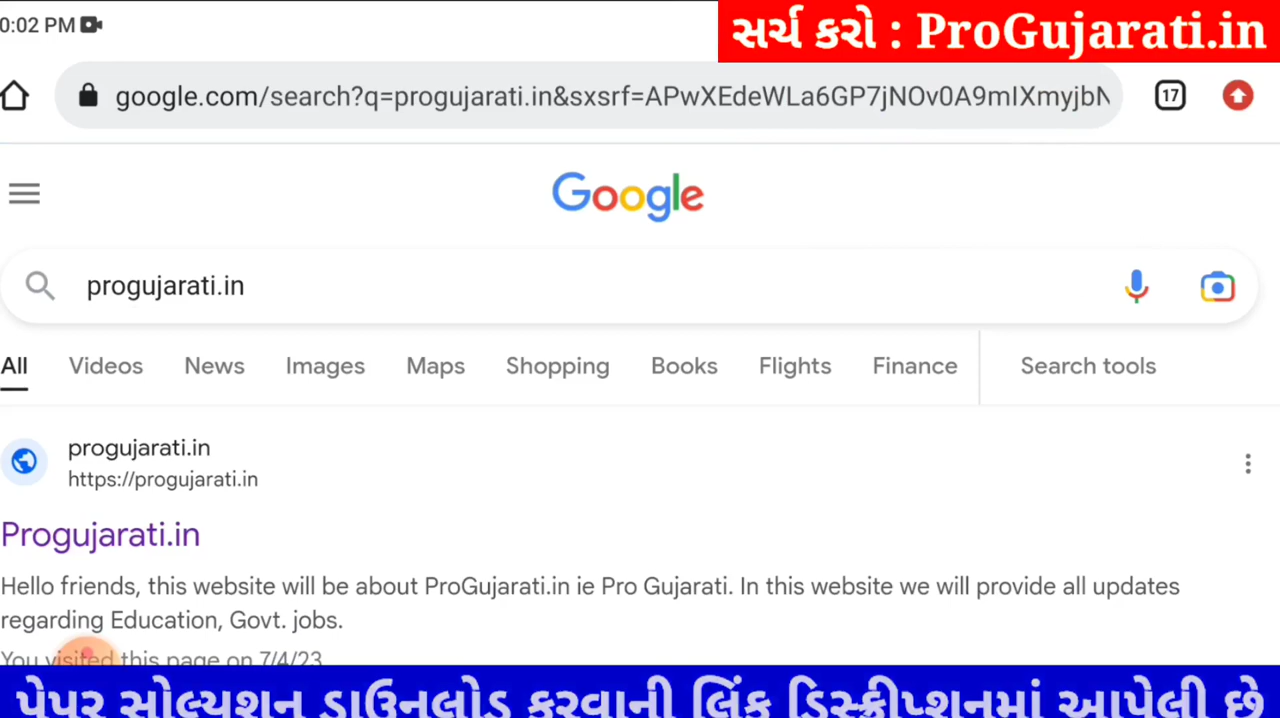 0:02 PM
સર્ચ કરો : ProGujarati.in
google.com/search?q=progujarati.in&sxsrf=APwXEdeWLa6GP7jNOv0A9mIXmyjbN
17
Google
progujarati.in
All Videos News Images Maps Shopping Books Flights Finance Search tools
progujarati.in
https://progujarati.in
Progujarati.in
Hello friends, this website will be about ProGujarati.in ie Pro Gujarati. In this website we will provide all updates
regarding Education, Govt. jobs.
You visited this page on 7/4/23
પેપર સોલ્યુશન ડાઉનલોડ કરવાની લિંક ડિસ્ક્રીપ્શનમાં આપેલી છે